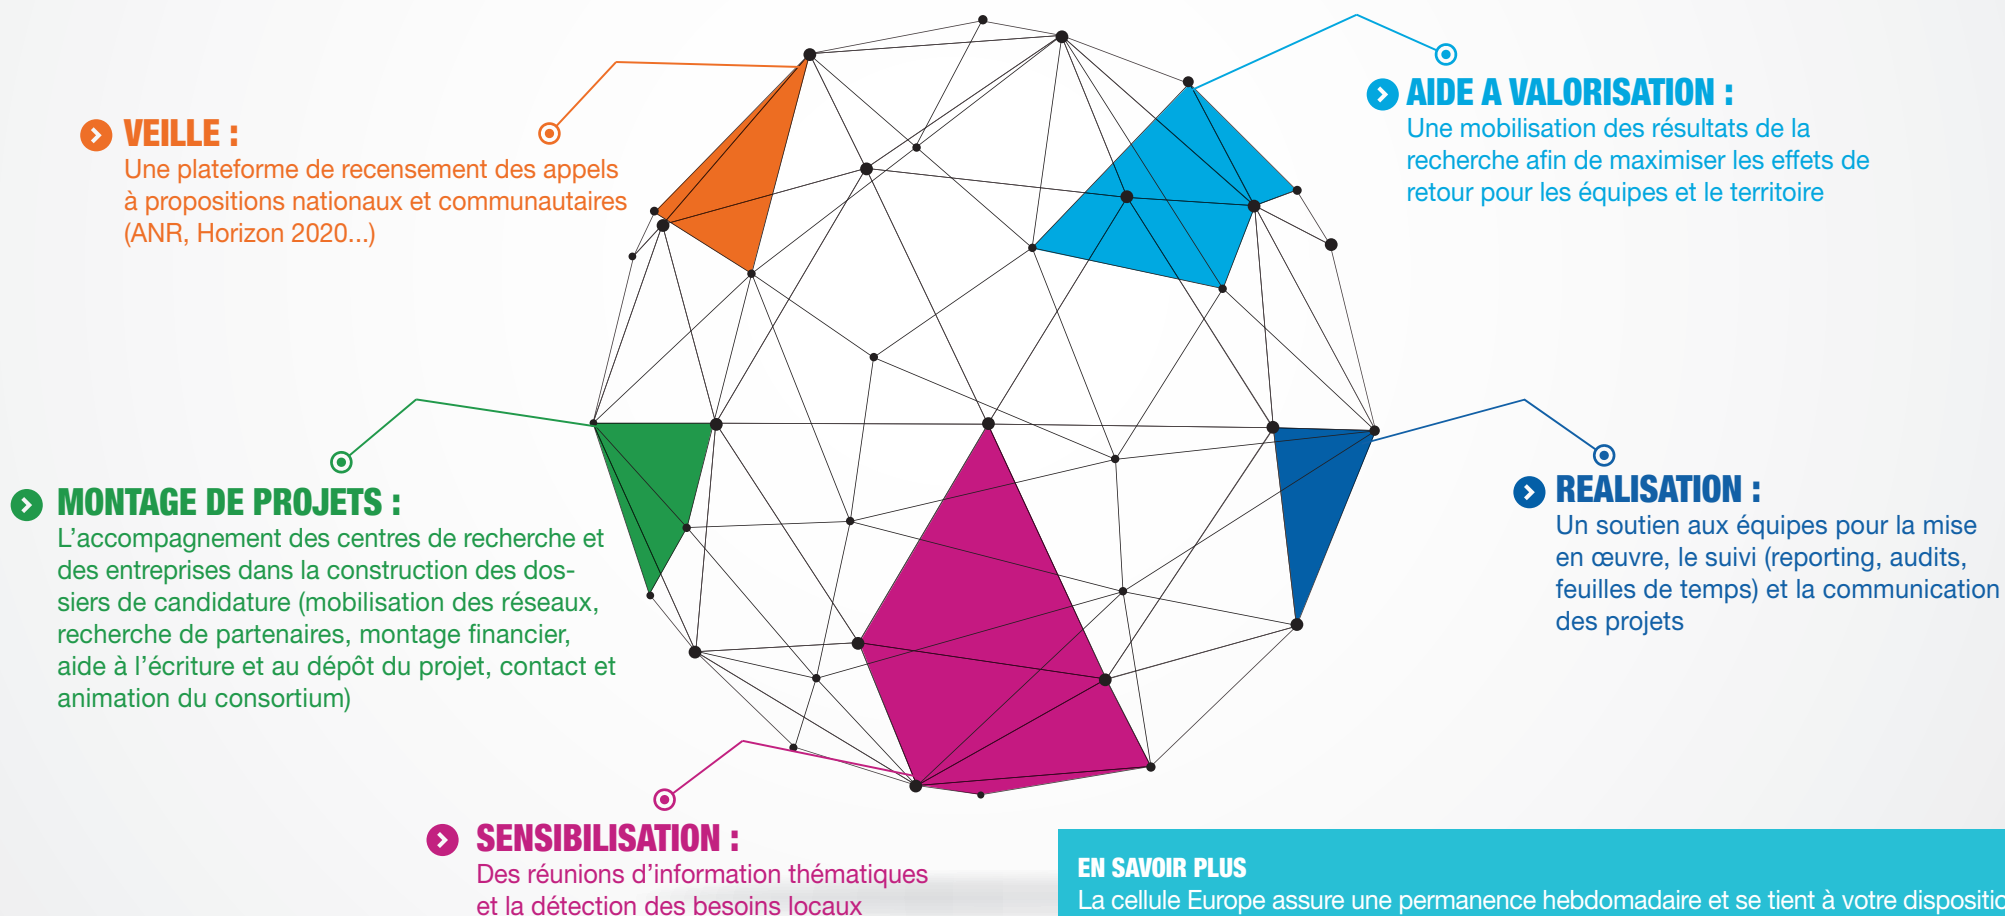 VEILLE :
Une plateforme de recensement des appels
à propositions nationaux et communautaires
(ANR, Horizon 2020...)
AIDE A VALORISATION :
Une mobilisation des résultats de la
recherche afin de maximiser les effets de
retour pour les équipes et le territoire
MONTAGE DE PROJETS :
L’accompagnement des centres de recherche et
des entreprises dans la construction des dos-
siers de candidature (mobilisation des réseaux,
recherche de partenaires, montage financier,
aide à l’écriture et au dépôt du projet, contact et
animation du consortium)
REALISATION :
Un soutien aux équipes pour la mise
en œuvre, le suivi (reporting, audits,
feuilles de temps) et la communication
des projets
SENSIBILISATION :
Des réunions d’information thématiques
et la détection des besoins locaux
EN SAVOIR PLUS
La cellule Europe assure une permanence hebdomadaire et se tient à votre